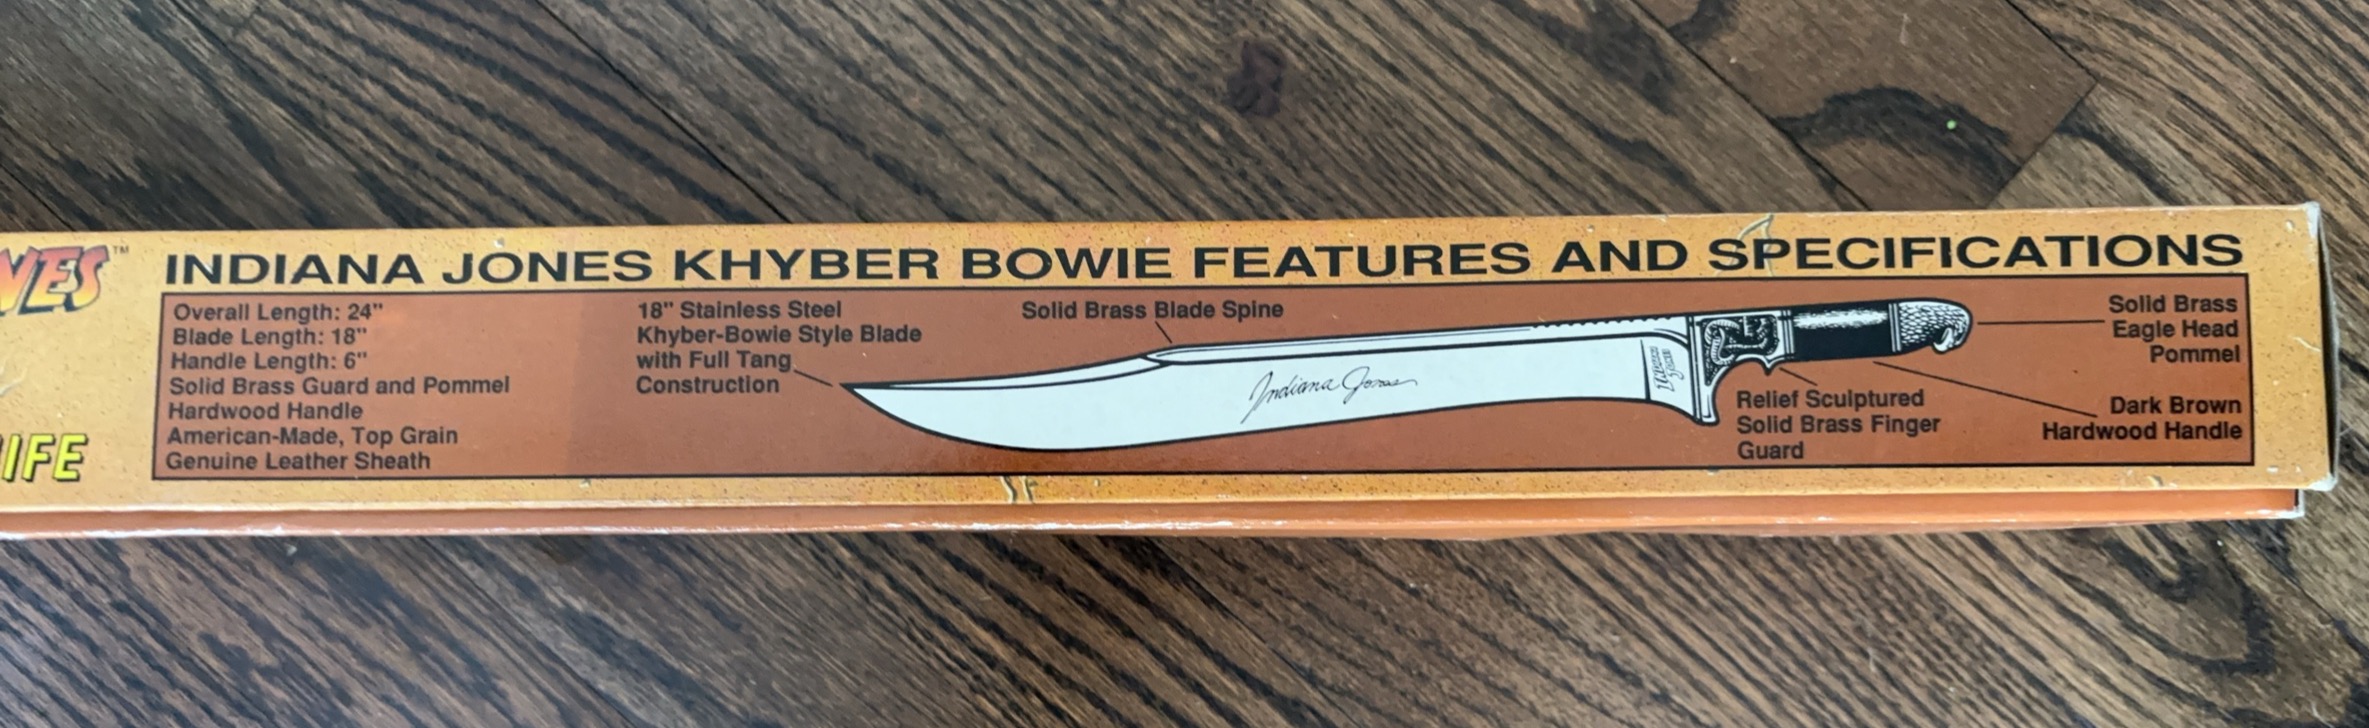 NES™
IFE
INDIANA JONES KHYBER BOWIE FEATURES AND SPECIFICATIONS
Overall Length: 24"
Blade Length: 18"
Handle Length: 6"
Solid Brass Guard and Pommel
Hardwood Handle
American-Made, Top Grain
Genuine Leather Sheath
18" Stainless Steel
Khyber-Bowie Style Blade
with Full Tang
Construction
Solid Brass Blade Spine
Indiana Jones
Relief Sculptured
Solid Brass Finger
Guard
Solid Brass
Eagle Head
Pommel
Dark Brown
Hardwood Handle